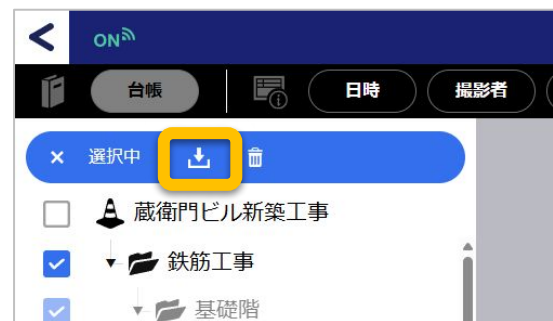 ON
台帳 日時 撮影者
× 選択中
蔵衛門ビル新築工事
鉄筋工事
基礎階